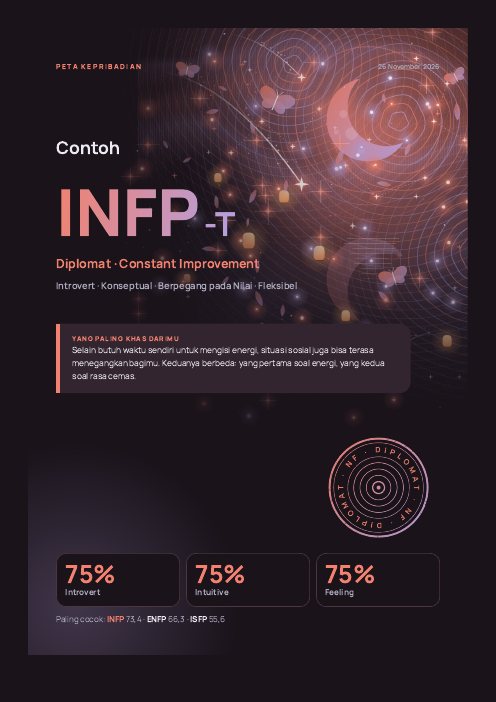 PETA KEPRIBADIAN
26 November 2026
Contoh
INFP -T
Diplomat · Constant Improvement
Introvert · Konseptual · Berpegang pada Nilai · Fleksibel
YANG PALING KHAS DARIMU
Selain butuh waktu sendiri untuk mengisi energi, situasi sosial juga bisa terasa
menegangkan bagimu. Keduanya berbeda: yang pertama soal energi, yang kedua
soal rasa cemas.
DIPLOMAT · NF · DIPLOMAT · NF ·
75%
Introvert
75%
Intuitive
75%
Feeling
Paling cocok: INFP 73,4 · ENFP 66,3 · ISFP 55,6